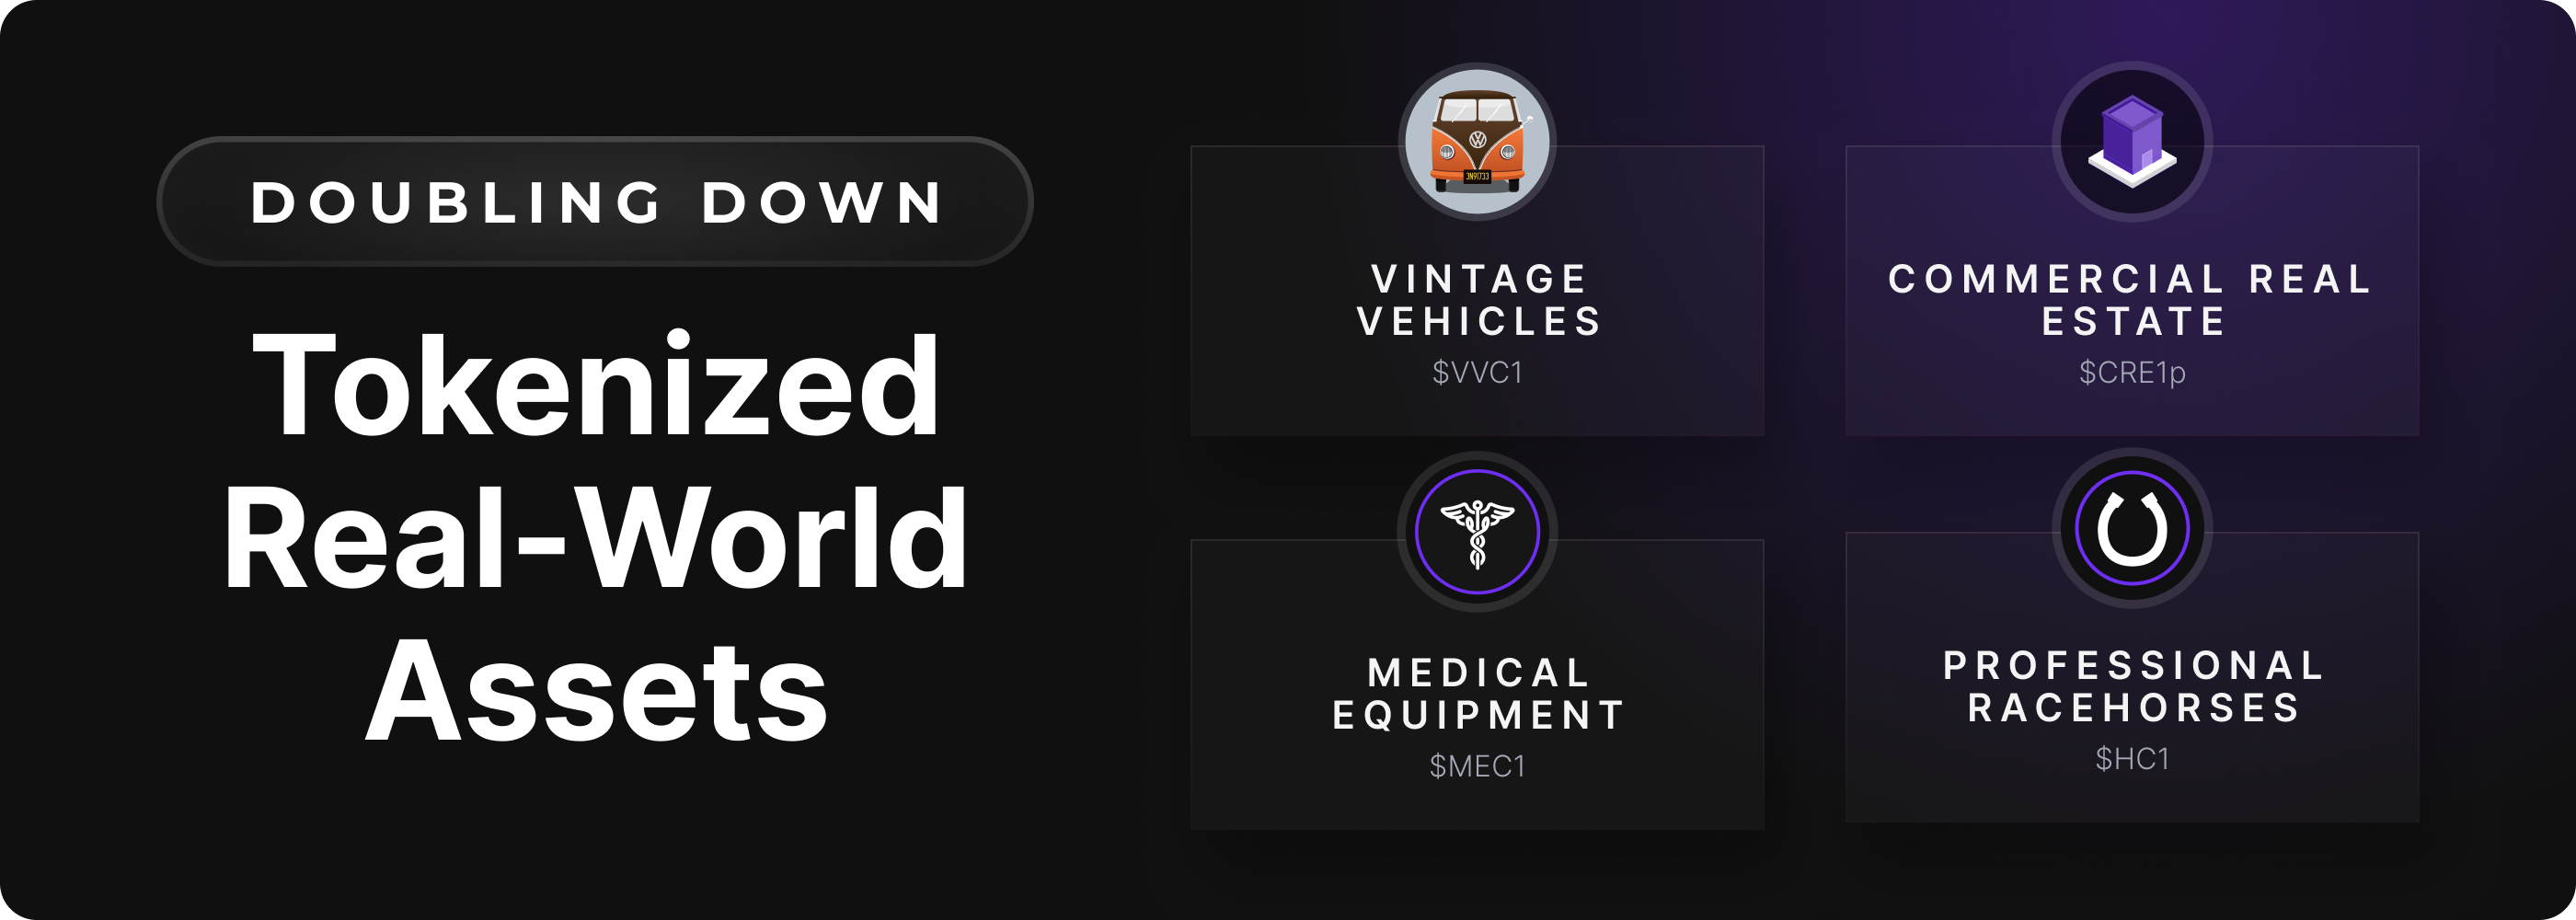 DOUBLING DOWN
Tokenized
Real-World
Assets
VINTAGE
VEHICLES
$VVC1
COMMERCIAL REAL
ESTATE
$CRE1p
MEDICAL
EQUIPMENT
$MEC1
PROFESSIONAL
RACEHORSES
$HC1